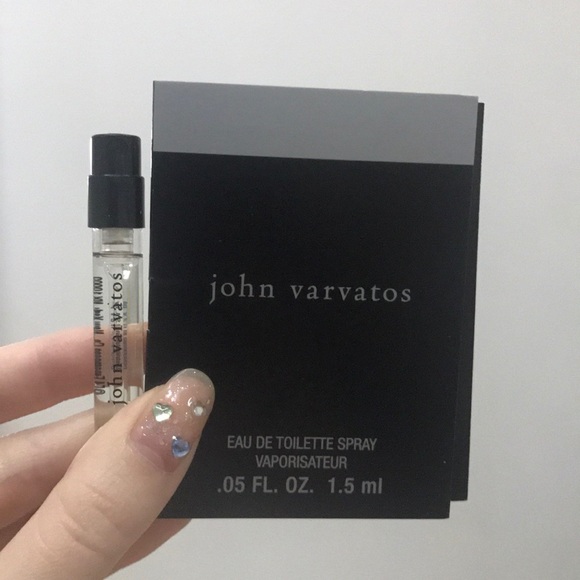 john varvatos
john varvatos
EAU DE TOILETTE SPRAY
VAPORISATEUR
.05 FL. OZ. 1.5 ml